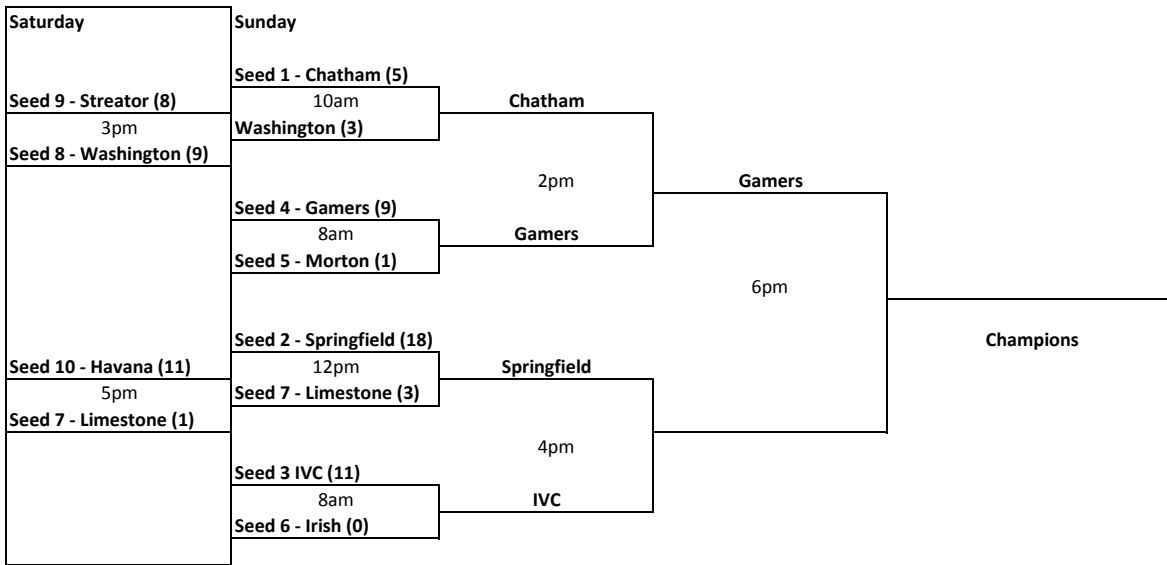 Saturday
Sunday
Seed 1 - Chatham (5)
Seed 9 - Streator (8)
10am
Chatham
3pm
Washington (3)
Seed 8 - Washington (9)
2pm
Gamers
Seed 4 - Gamers (9)
8am
Gamers
Seed 5 - Morton (1)
6pm
Seed 2 - Springfield (18)
Champions
Seed 10 - Havana (11)
12pm
Springfield
5pm
Seed 7 - Limestone (3)
Seed 7 - Limestone (1)
4pm
Seed 3 IVC (11)
8am
IVC
Seed 6 - Irish (0)